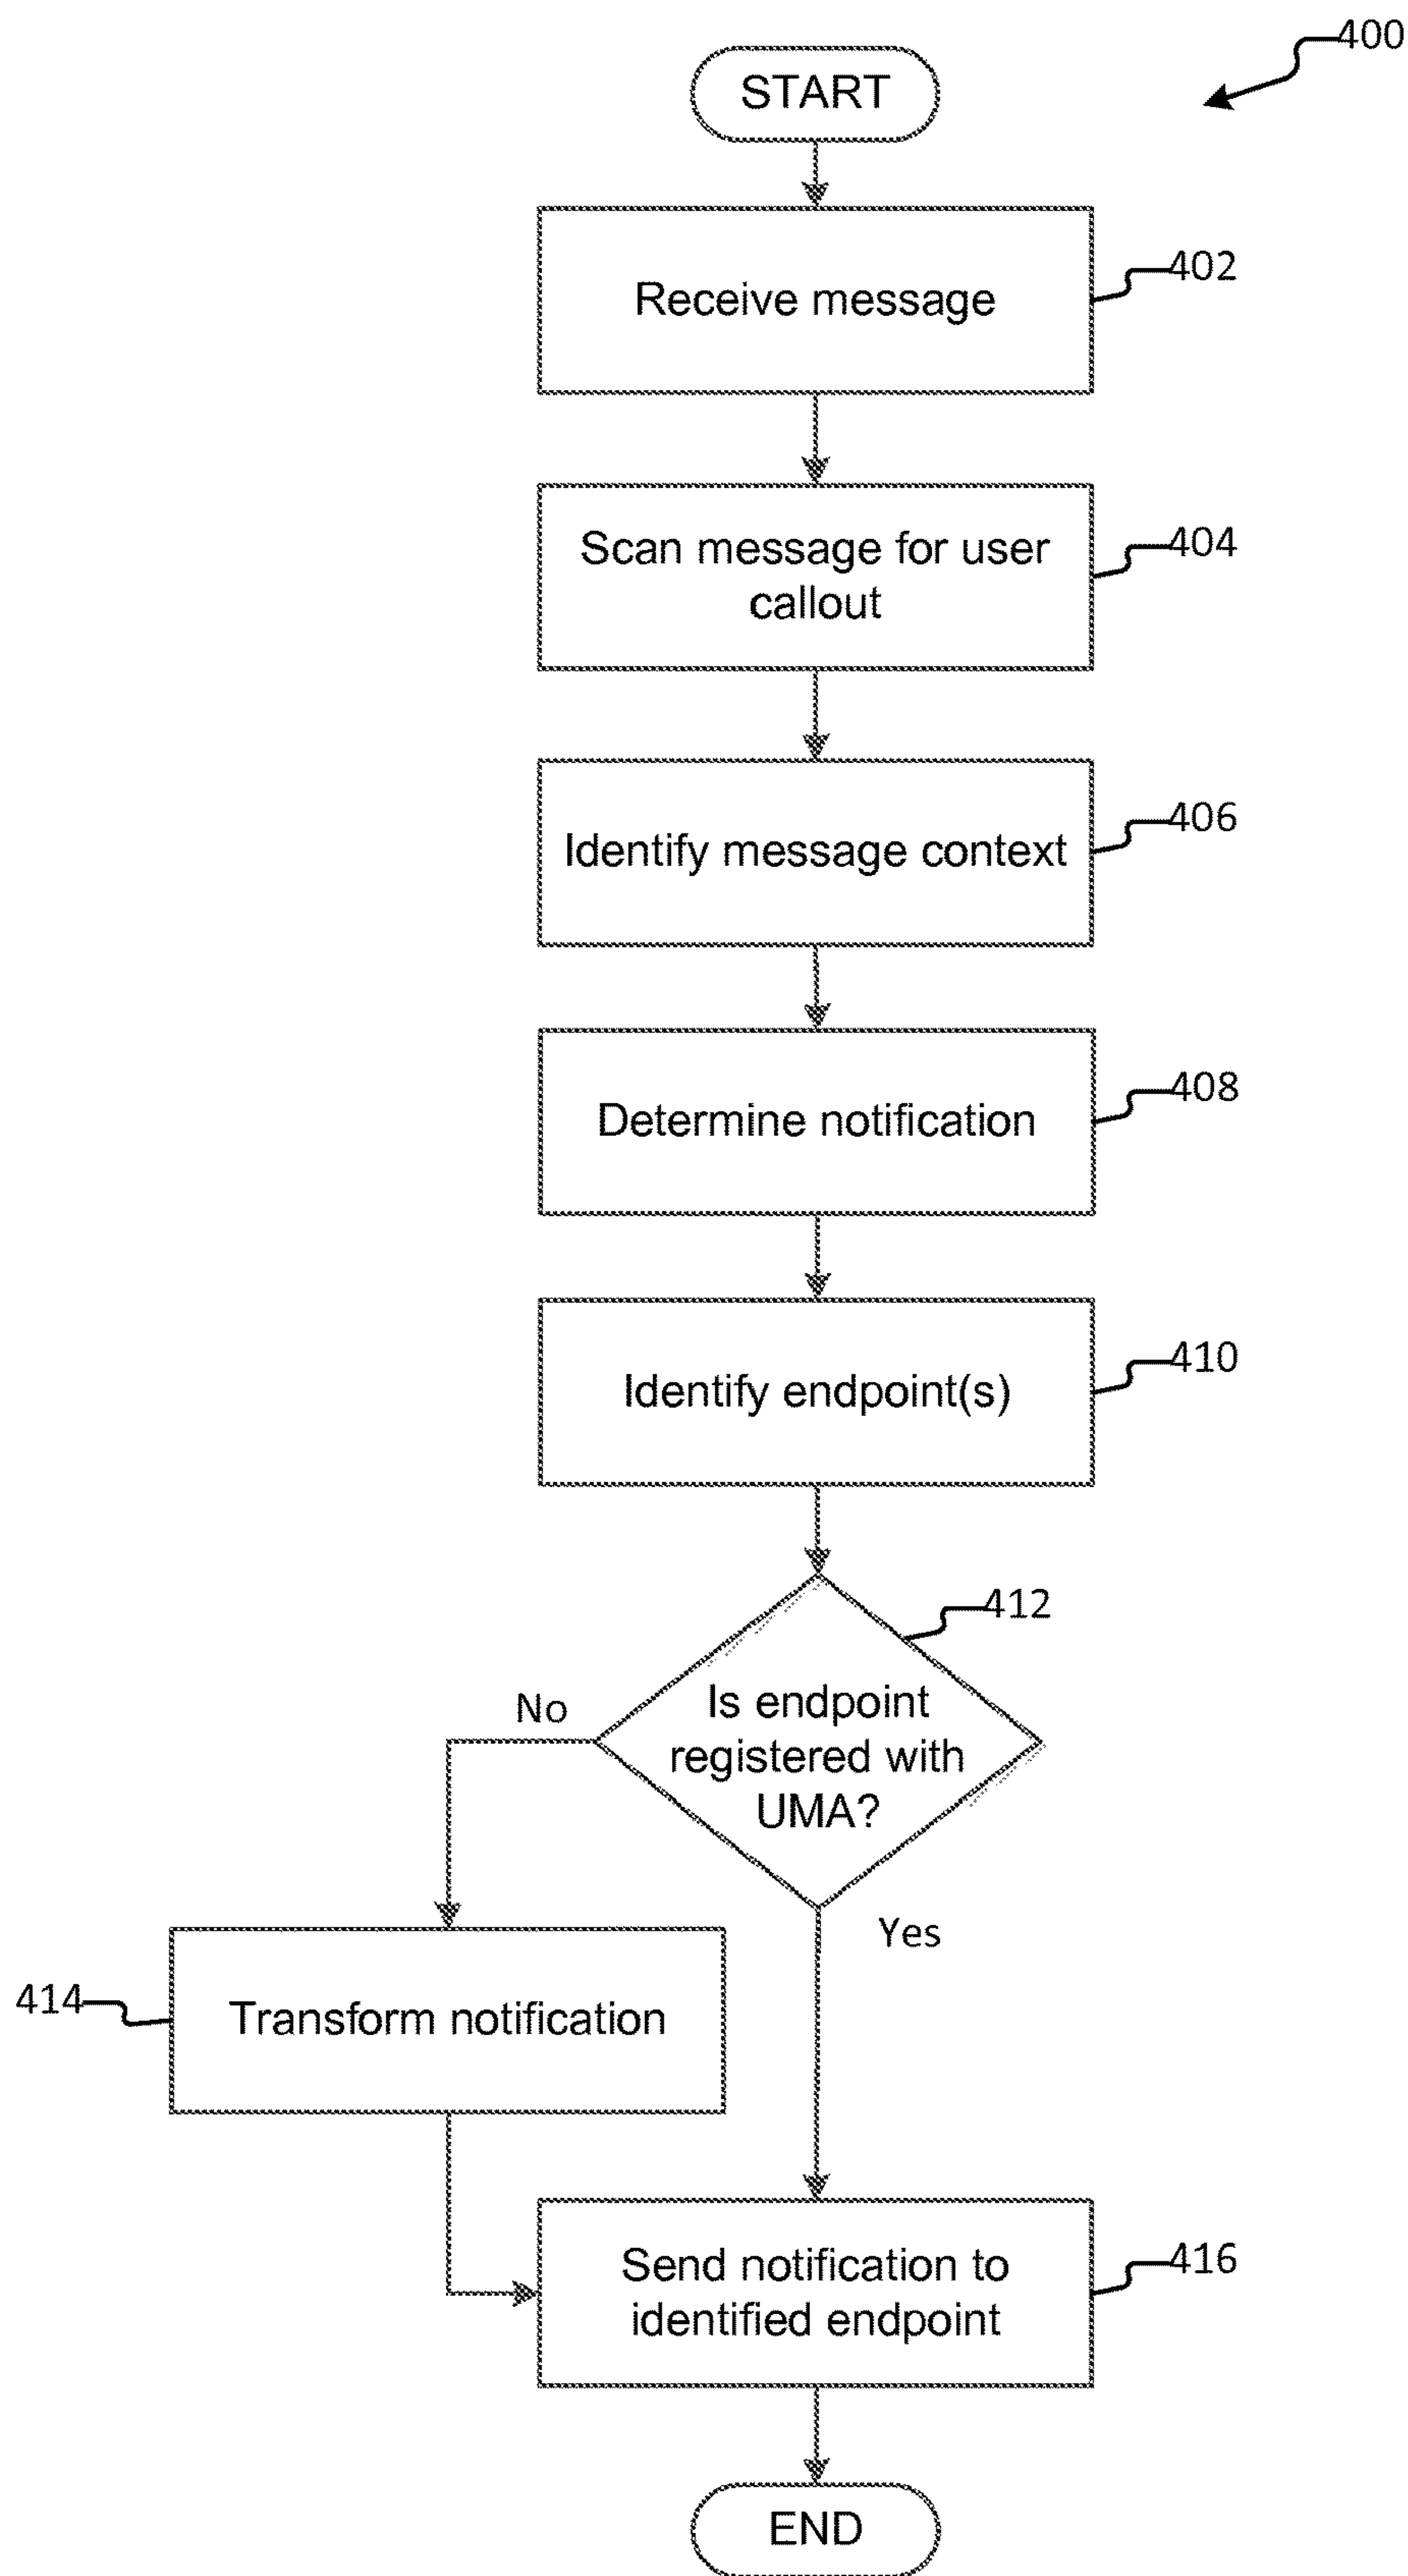 400
START
Receive message
402
Scan message for user
callout
404
Identify message context
406
Determine notification
408
Identify endpoint(s)
410
412
Is endpoint
registered with
UMA?
No
Yes
414
Transform notification
Send notification to
identified endpoint
416
END